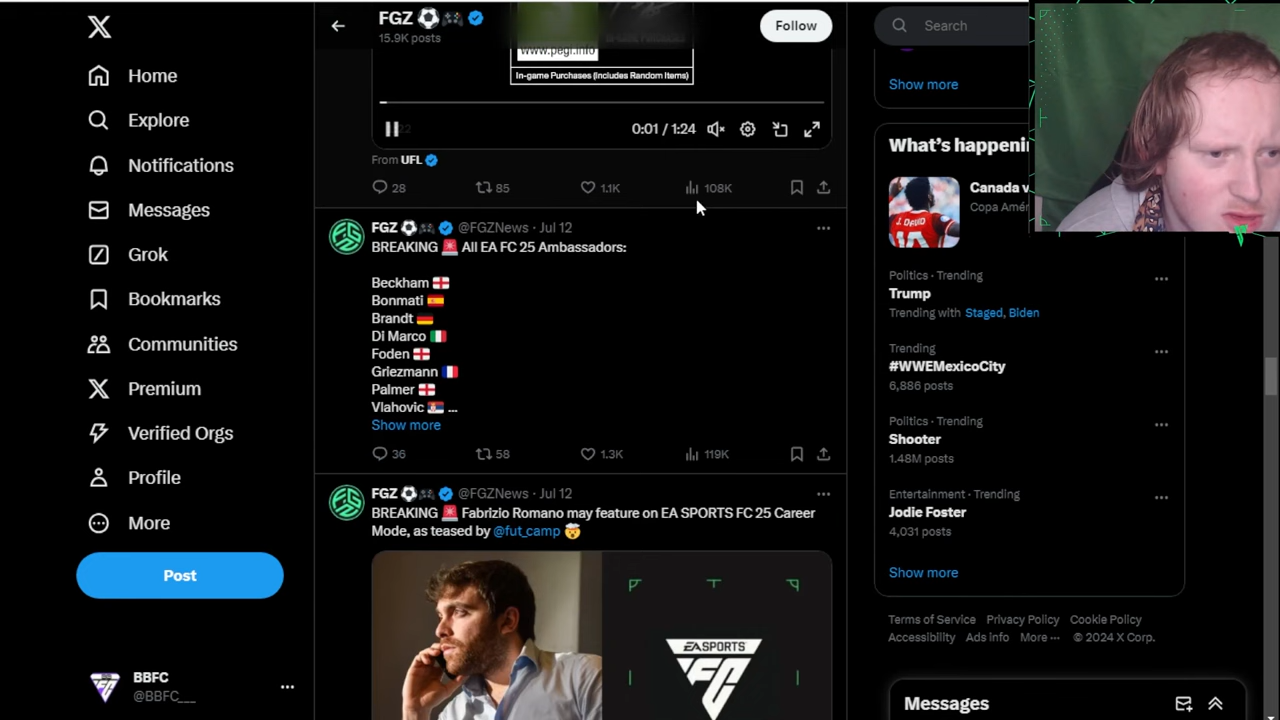 FGZ
15.9K posts
Follow
Search
Home
Explore
Notifications
Messages
Grok
Bookmarks
Communities
Premium
Verified Orgs
Profile
More
Post
BBFC
@BBFC___
www.pegi.info
In-game Purchases (Includes Random Items)
0:01 / 1:24
From UFL
28
85
1.1K
108K
FGZ @FGZNews · Jul 12
BREAKING All EA FC 25 Ambassadors:
Beckham
Bonmati
Brandt
Di Marco
Foden
Griezmann
Palmer
Vlahovic ...
Show more
36
58
1.3K
119K
FGZ @FGZNews · Jul 12
BREAKING Fabrizio Romano may feature on EA SPORTS FC 25 Career
Mode, as teased by @fut_camp
EA SPORTS
FC
Show more
What's happeni
Canada v
Copa Amér
J. DAVID
Politics · Trending
Trump
Trending with Staged, Biden
Trending
#WWEMexicoCity
6,886 posts
Politics · Trending
Shooter
1.48M posts
Entertainment · Trending
Jodie Foster
4,031 posts
Show more
Terms of Service Privacy Policy Cookie Policy
Accessibility Ads info More ··· © 2024 X Corp.
Messages